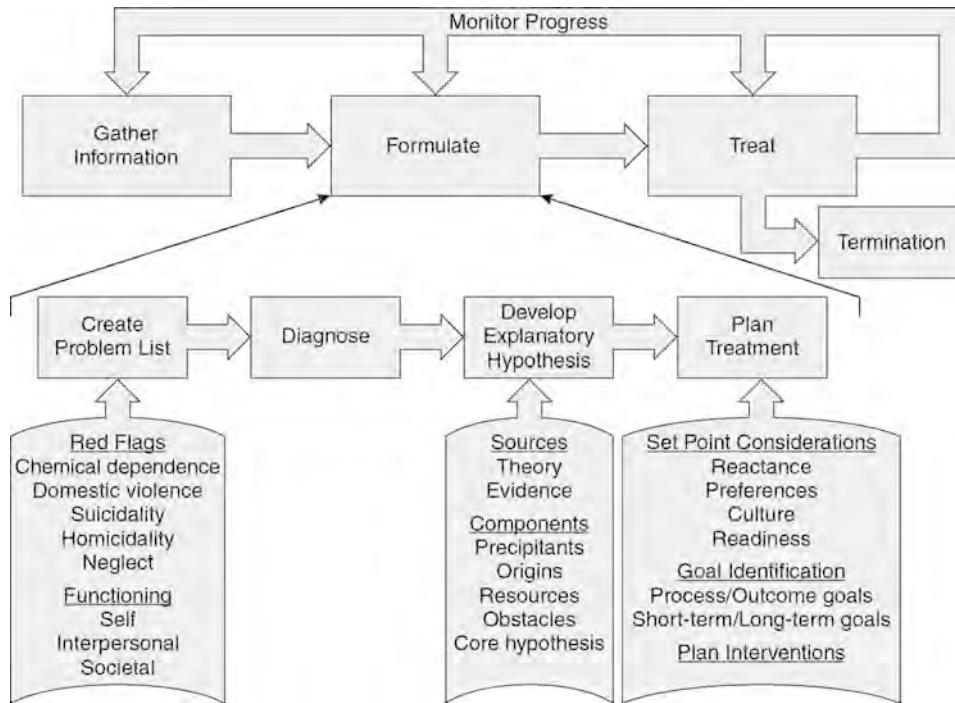 Monitor Progress
Gather
Information
Formulate
Treat
Termination
Create
Problem List
Diagnose
Develop
Explanatory
Hypothesis
Plan
Treatment
Red Flags
Chemical dependence
Domestic violence
Suicidality
Homicidality
Neglect
Functioning
Self
Interpersonal
Societal
Sources
Theory
Evidence
Components
Precipitants
Origins
Resources
Obstacles
Core hypothesis
Set Point Considerations
Reactance
Preferences
Culture
Readiness
Goal Identification
Process/Outcome goals
Short-term/Long-term goals
Plan Interventions